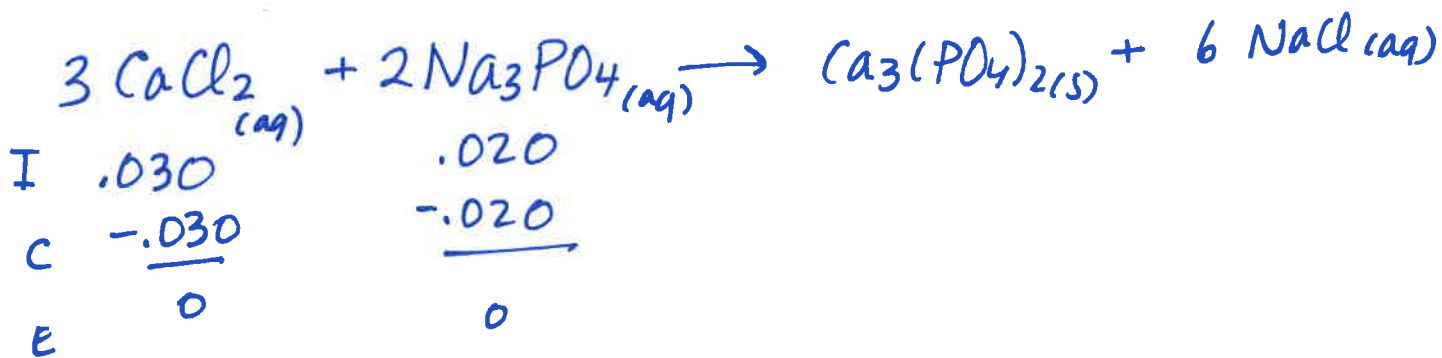 3 CaCl₂(aq) + 2Na₃PO₄(aq) ⟶ Ca₃(PO₄)₂(s) + 6 NaCl(aq)
I .030 .020
C -.030 -.020
E 0 0